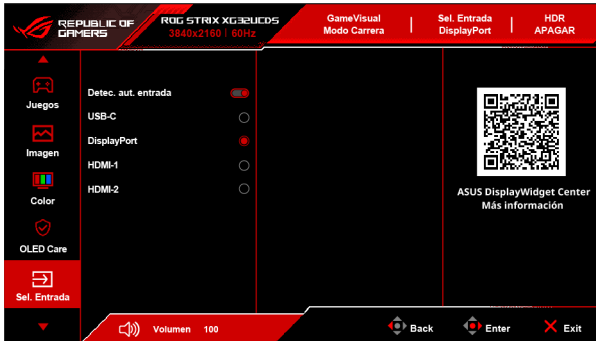 REPUBLIC OF
GAMERS
ROG STRIX XG32UCDS
3840x2160 | 60Hz
GameVisual
Modo Carrera
Sel. Entrada
DisplayPort
HDR
APAGAR
Juegos
Imagen
Color
OLED Care
Sel. Entrada
Detec. aut. entrada
USB-C
DisplayPort
HDMI-1
HDMI-2
ASUS DisplayWidget Center
Más información
Volumen 100
Back
Enter
Exit